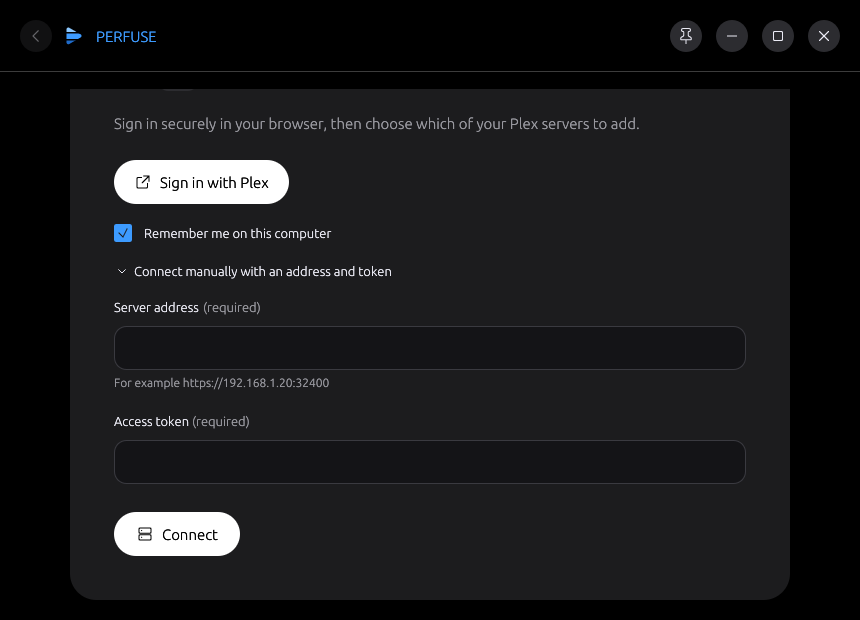 PERFUSE
Sign in securely in your browser, then choose which of your Plex servers to add.
Sign in with Plex
Remember me on this computer
Connect manually with an address and token
Server address (required)
For example https://192.168.1.20:32400
Access token (required)
Connect